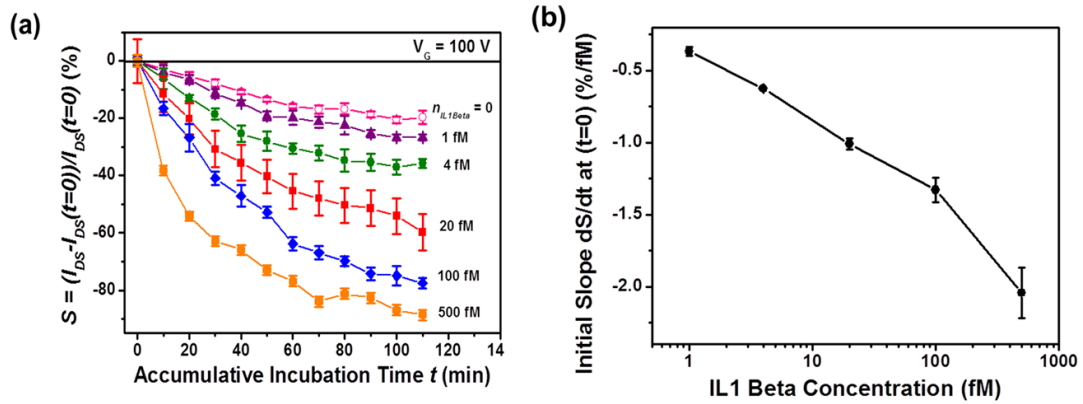 (a)
V_G = 100 V
S = (I_DS-I_DS(t=0))/I_DS(t=0) (%)
0
-20
-40
-60
-80
n_IL1Beta = 0
1 fM
4 fM
20 fM
100 fM
500 fM
0 20 40 60 80 100 120 14
Accumulative Incubation Time t (min)
(b)
Initial Slope dS/dt at (t=0) (%/fM)
-0.5
-1.0
-1.5
-2.0
1 10 100 1000
IL1 Beta Concentration (fM)